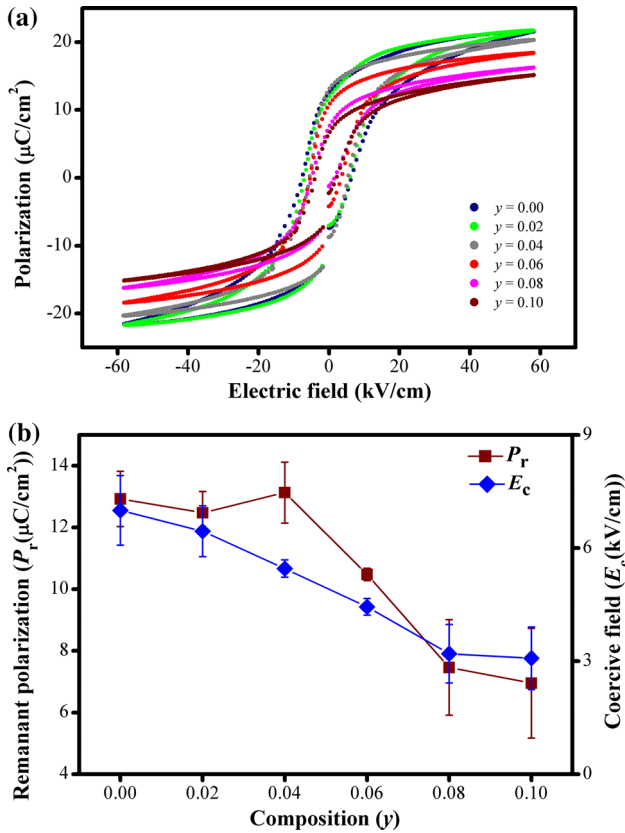 (a)
Polarization (μC/cm²)
20
10
0
-10
-20
y = 0.00
y = 0.02
y = 0.04
y = 0.06
y = 0.08
y = 0.10
-60 -40 -20 0 20 40 60
Electric field (kV/cm)
(b)
Remanant polarization (Pr(μC/cm²))
14
12
10
8
6
4
Pr
Ec
9
6
3
0
Coercive field (Ec(kV/cm))
0.00 0.02 0.04 0.06 0.08 0.10
Composition (y)